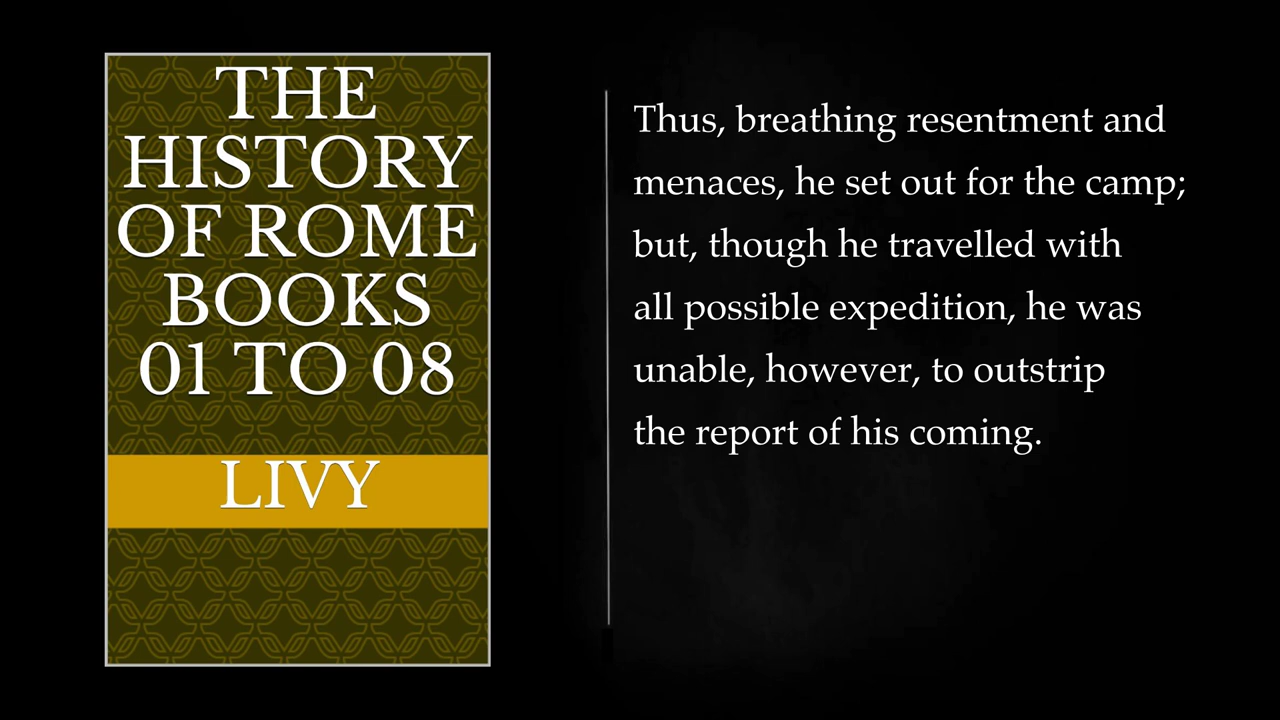 THE
HISTORY
OF ROME
BOOKS
01 TO 08
LIVY
Thus, breathing resentment and
menaces, he set out for the camp;
but, though he travelled with
all possible expedition, he was
unable, however, to outstrip
the report of his coming.